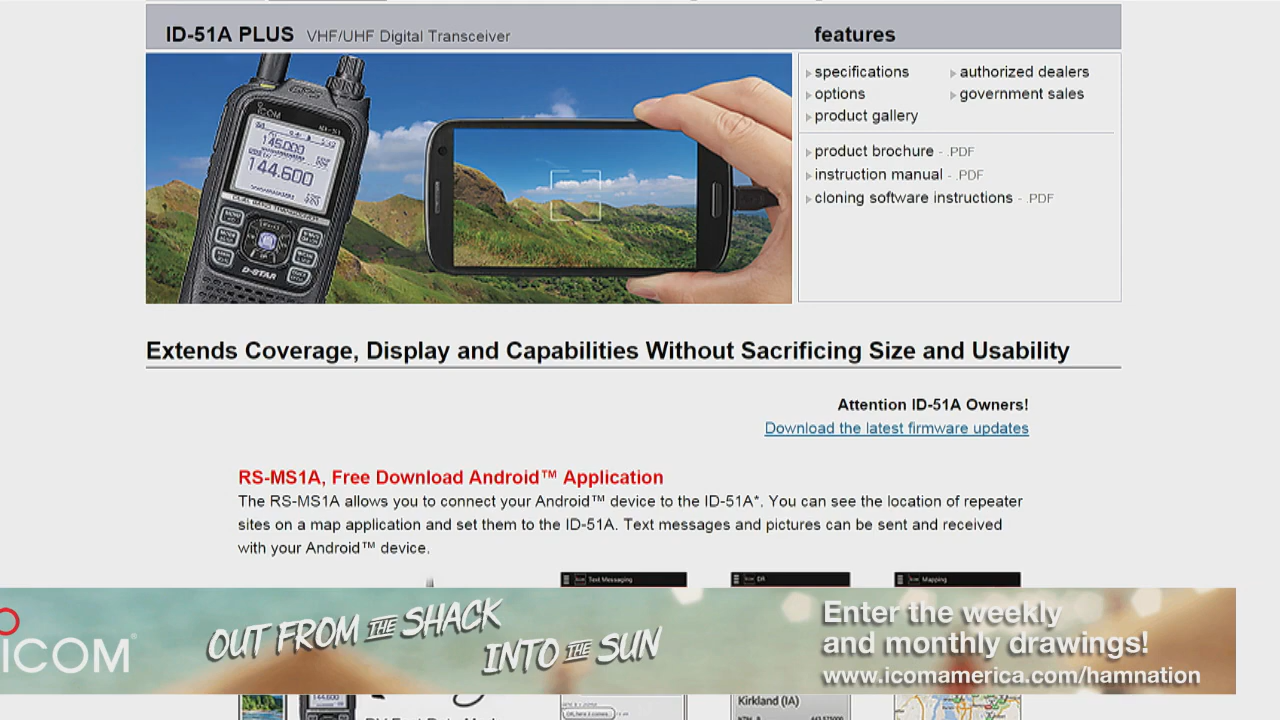 ID-51A PLUS VHF/UHF Digital Transceiver
features
specifications
authorized dealers
options
government sales
product gallery
product brochure - .PDF
instruction manual - .PDF
cloning software instructions - .PDF
ICOM
145.000
144.600
D-STAR
Extends Coverage, Display and Capabilities Without Sacrificing Size and Usability
Attention ID-51A Owners!
Download the latest firmware updates
RS-MS1A, Free Download Android™ Application
The RS-MS1A allows you to connect your Android™ device to the ID-51A*. You can see the location of repeater
sites on a map application and set them to the ID-51A. Text messages and pictures can be sent and received
with your Android™ device.
Text Messaging
DR
Mapping
ICOM®
OUT FROM THE SHACK
INTO THE SUN
Enter the weekly
and monthly drawings!
www.icomamerica.com/hamnation
Kirkland (IA)